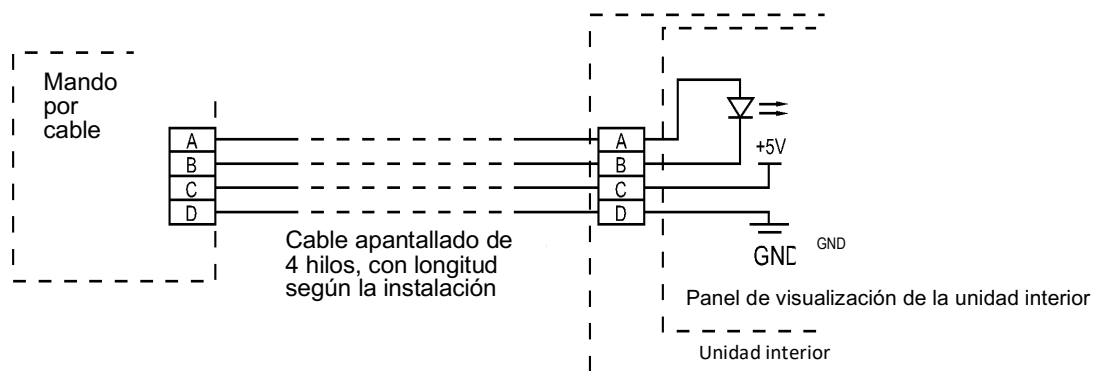 Mando
por
cable
A
B
C
D
A
B
C
D
+5V
GND
GND
Cable apantallado de
4 hilos, con longitud
según la instalación
Panel de visualización de la unidad interior
Unidad interior